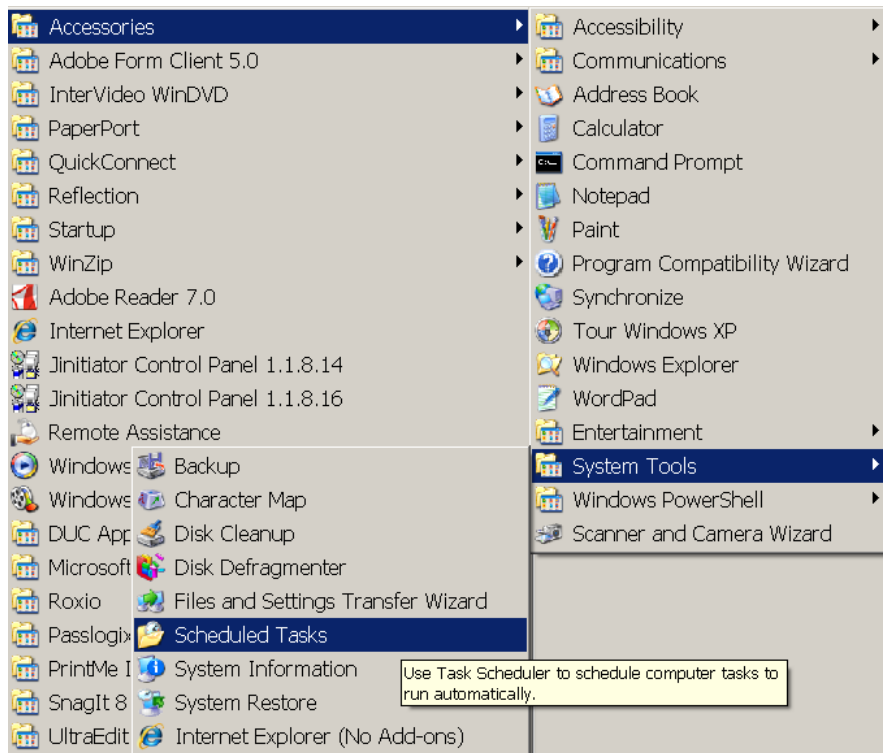 Accessories
Adobe Form Client 5.0
InterVideo WinDVD
PaperPort
QuickConnect
Reflection
Startup
WinZip
Adobe Reader 7.0
Internet Explorer
Jinitiator Control Panel 1.1.8.14
Jinitiator Control Panel 1.1.8.16
Remote Assistance
Windows
Windows
DUC App
Microsoft
Roxio
Passlogix
PrintMe I
SnagIt 8
UltraEdit
Accessibility
Communications
Address Book
Calculator
Command Prompt
Notepad
Paint
Program Compatibility Wizard
Synchronize
Tour Windows XP
Windows Explorer
WordPad
Entertainment
System Tools
Windows PowerShell
Scanner and Camera Wizard
Backup
Character Map
Disk Cleanup
Disk Defragmenter
Files and Settings Transfer Wizard
Scheduled Tasks
System Information
System Restore
Internet Explorer (No Add-ons)
Use Task Scheduler to schedule computer tasks to
run automatically.